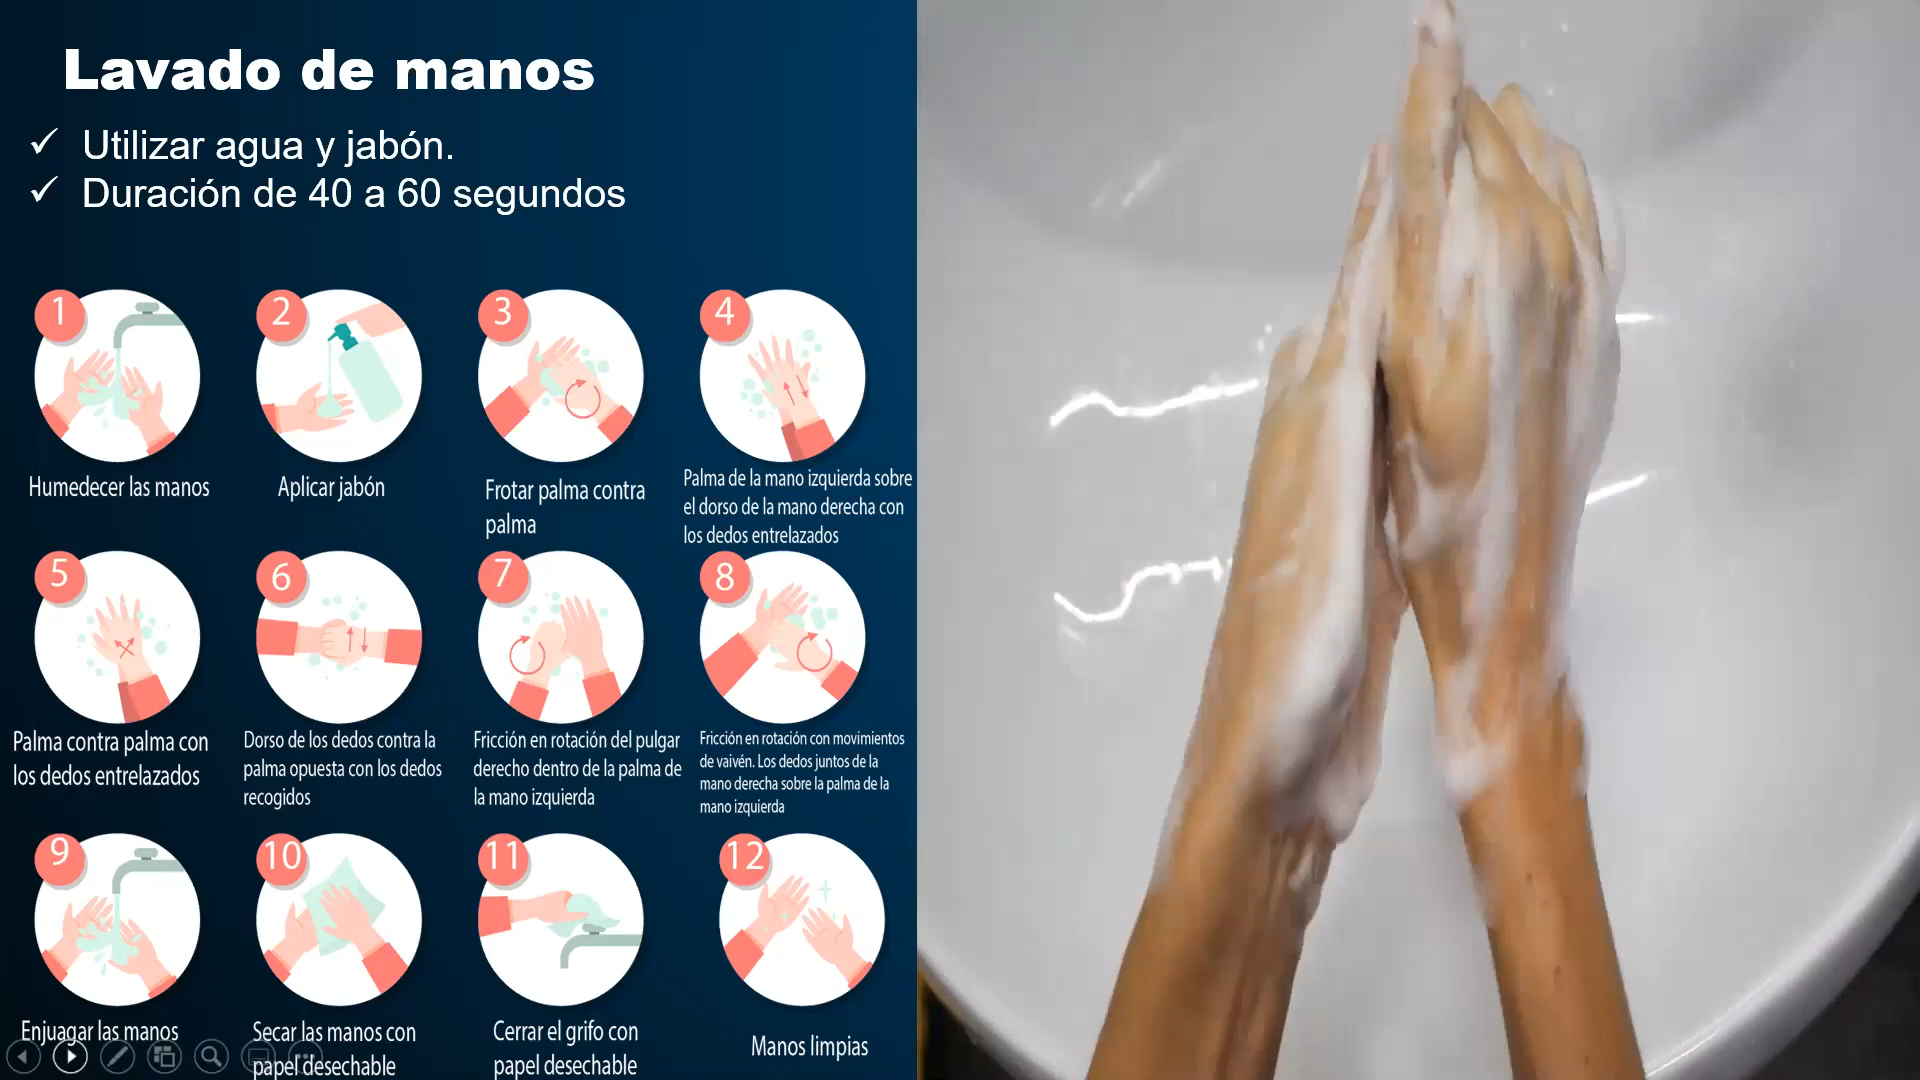 Lavado de manos
✓ Utilizar agua y jabón.
✓ Duración de 40 a 60 segundos
1
Humedecer las manos
2
Aplicar jabón
3
Frotar palma contra
palma
4
Palma de la mano izquierda sobre
el dorso de la mano derecha con
los dedos entrelazados
5
Palma contra palma con
los dedos entrelazados
6
Dorso de los dedos contra la
palma opuesta con los dedos
recogidos
7
Fricción en rotación del pulgar
derecho dentro de la palma de
la mano izquierda
8
Fricción en rotación con movimientos
de vaivén. Los dedos juntos de la
mano derecha sobre la palma de la
mano izquierda
9
Enjuagar las manos
10
Secar las manos con
papel desechable
11
Cerrar el grifo con
papel desechable
12
Manos limpias